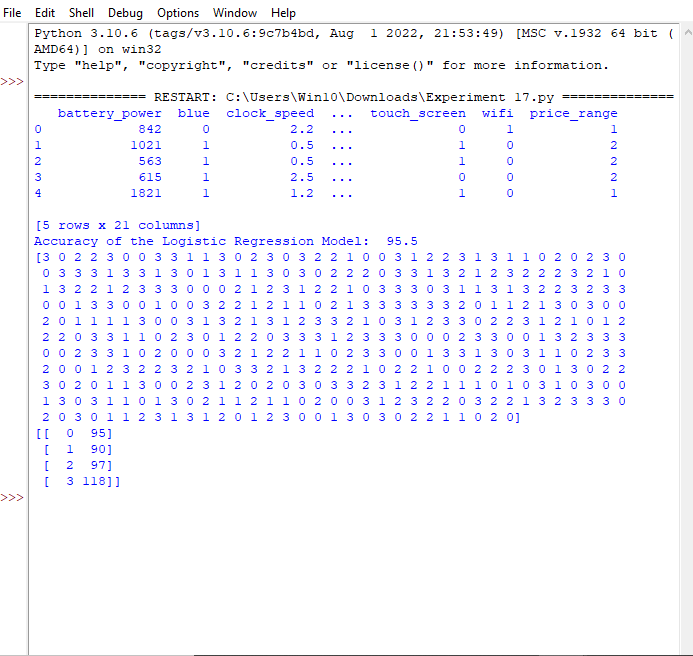 File Edit Shell Debug Options Window Help
Python 3.10.6 (tags/v3.10.6:9c7b4bd, Aug  1 2022, 21:53:49) [MSC v.1932 64 bit (
AMD64)] on win32
Type "help", "copyright", "credits" or "license()" for more information.
>>>
============== RESTART: C:\Users\Win10\Downloads\Experiment 17.py ==============
   battery_power  blue  clock_speed  ...  touch_screen  wifi  price_range
0            842     0          2.2  ...             0     1            1
1           1021     1          0.5  ...             1     0            2
2            563     1          0.5  ...             1     0            2
3            615     1          2.5  ...             0     0            2
4           1821     1          1.2  ...             1     0            1
[5 rows x 21 columns]
Accuracy of the Logistic Regression Model:  95.5
[3 0 2 2 3 0 0 3 3 1 1 3 0 2 3 0 3 2 2 1 0 0 3 1 2 2 3 1 3 1 1 0 2 0 2 3 0
 0 3 3 3 1 3 3 1 3 0 1 3 1 1 3 0 3 0 2 2 2 0 3 3 1 3 2 1 2 3 2 2 2 3 2 1 0
 1 3 2 2 1 2 3 3 3 0 0 0 2 1 2 3 1 2 2 1 0 3 3 3 0 3 1 1 3 1 3 2 2 3 2 3 3
 0 0 1 3 3 0 0 1 0 0 3 2 2 1 2 1 1 0 2 1 3 3 3 3 3 3 2 0 1 1 2 1 3 0 3 0 0
 2 0 1 1 1 1 3 0 0 3 1 3 2 1 3 1 2 3 3 2 1 0 3 1 2 3 3 0 2 2 3 1 2 1 0 1 2
 2 2 0 3 3 1 1 0 2 3 0 1 2 2 0 3 3 3 1 2 3 3 3 0 0 0 2 3 3 0 0 1 3 2 3 3 3
 0 0 2 3 3 1 0 2 0 0 0 3 2 1 2 2 1 1 0 2 3 3 0 0 1 3 3 1 3 0 3 1 1 0 2 3 3
 2 0 0 1 2 3 2 2 3 2 1 0 3 3 2 1 3 2 2 2 1 0 2 2 1 0 0 2 2 2 3 0 1 3 0 2 2
 3 0 2 0 1 1 3 0 0 2 3 1 2 0 2 0 3 0 3 3 2 3 1 2 2 1 1 1 0 1 0 3 1 0 3 0 0
 1 3 0 3 1 1 0 1 3 0 2 1 1 2 1 1 0 2 0 0 3 1 2 3 2 2 0 3 2 2 1 3 2 3 3 3 0
 2 0 3 0 1 1 2 3 1 3 1 2 0 1 2 3 0 0 1 3 0 3 0 2 2 1 1 0 2 0]
[[  0  95]
 [  1  90]
 [  2  97]
 [  3 118]]
>>>